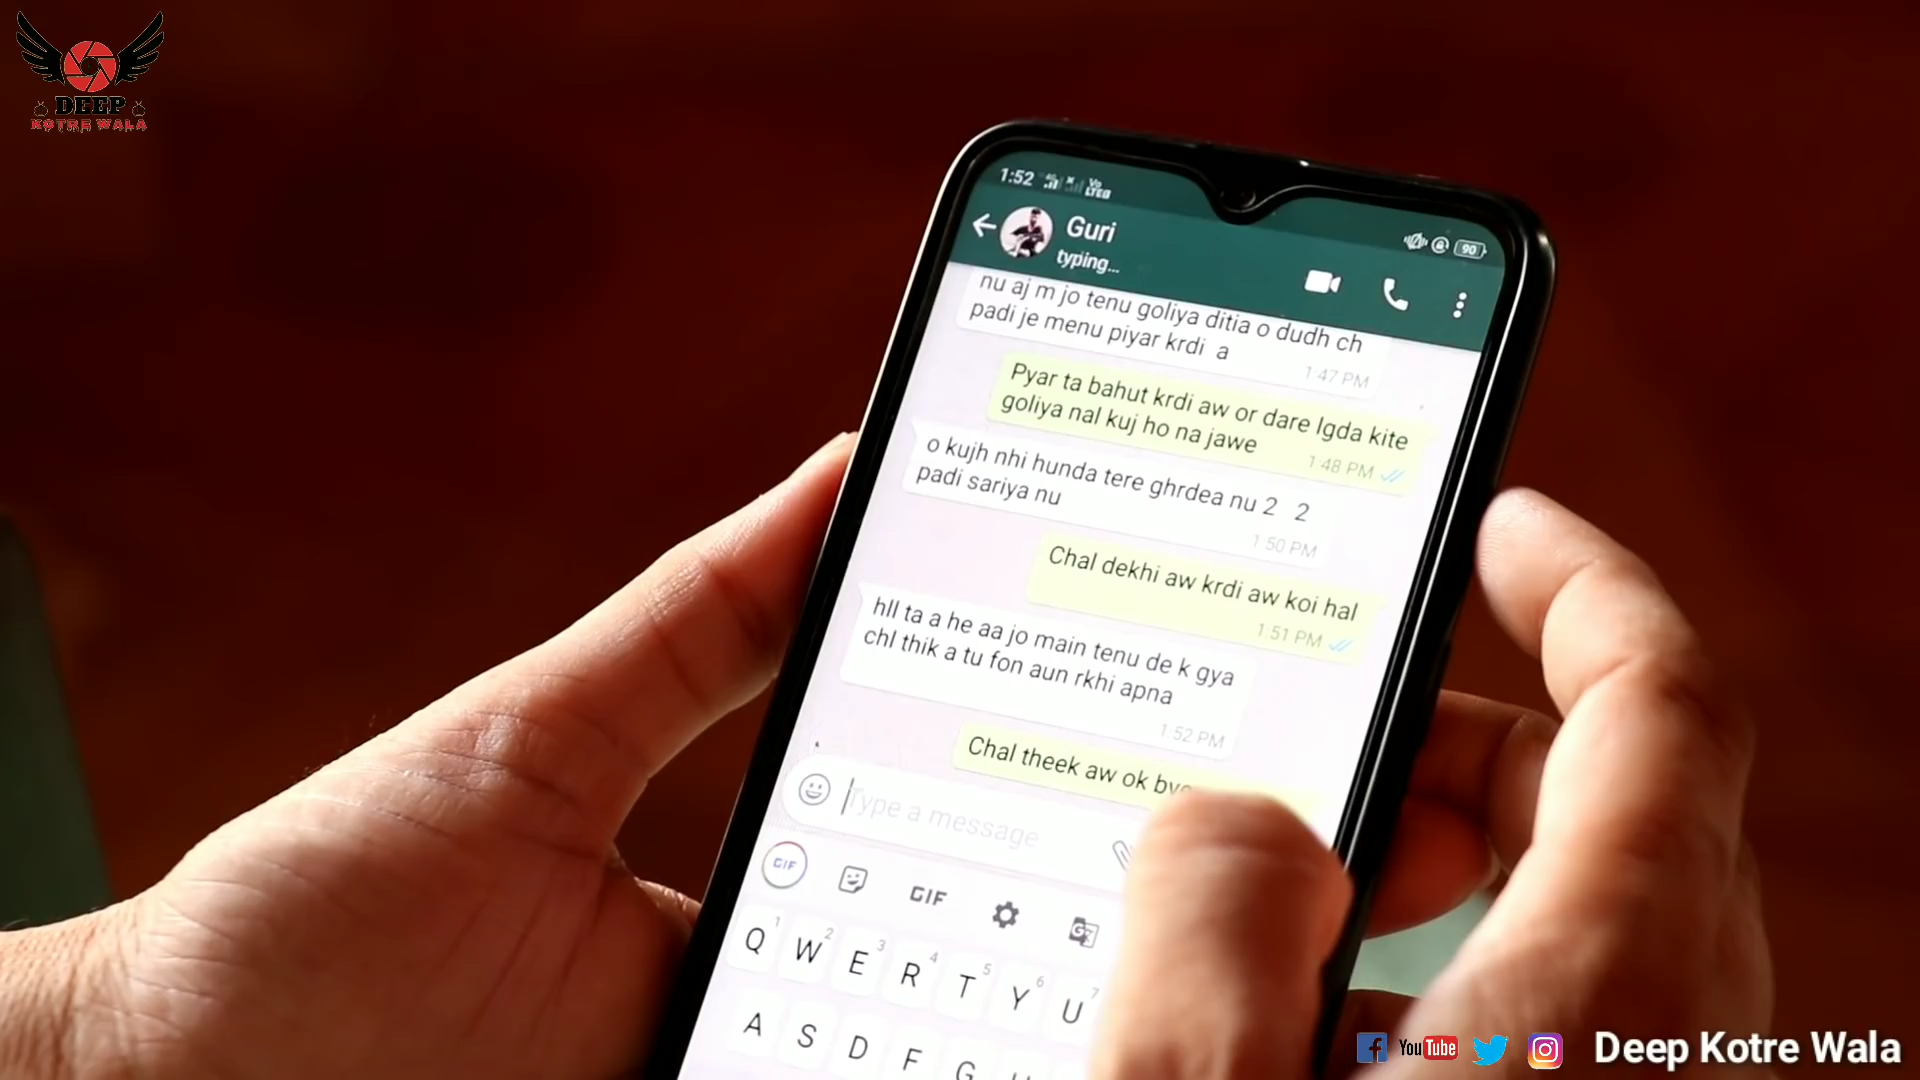 DEEP
KOTRE WALA
1:52
Vo
LTE
90
Guri
typing...
nu aj m jo tenu goliya ditia o dudh ch
padi je menu piyar krdi a
1:47 PM
Pyar ta bahut krdi aw or dare lgda kite
goliya nal kuj ho na jawe
1:48 PM
o kujh nhi hunda tere ghrdea nu 2 2
padi sariya nu
1:50 PM
Chal dekhi aw krdi aw koi hal
1:51 PM
hll ta a he aa jo main tenu de k gya
chl thik a tu fon aun rkhi apna
1:52 PM
Chal theek aw ok bye
Type a message
GIF GIF
1 2 3 4 5 6 7
Q W E R T Y U
A S D F G
YouTube Deep Kotre Wala